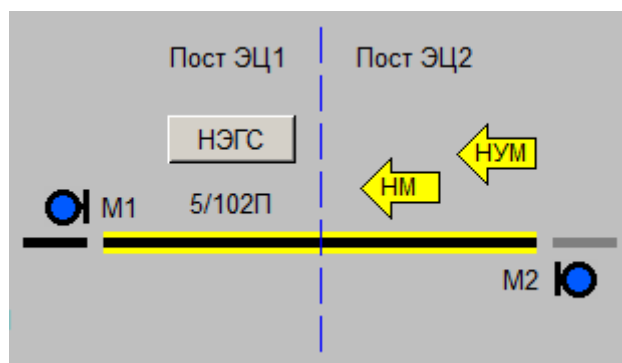 Пост ЭЦ1
Пост ЭЦ2
НЭГС
НУМ
НМ
М1
5/102П
М2